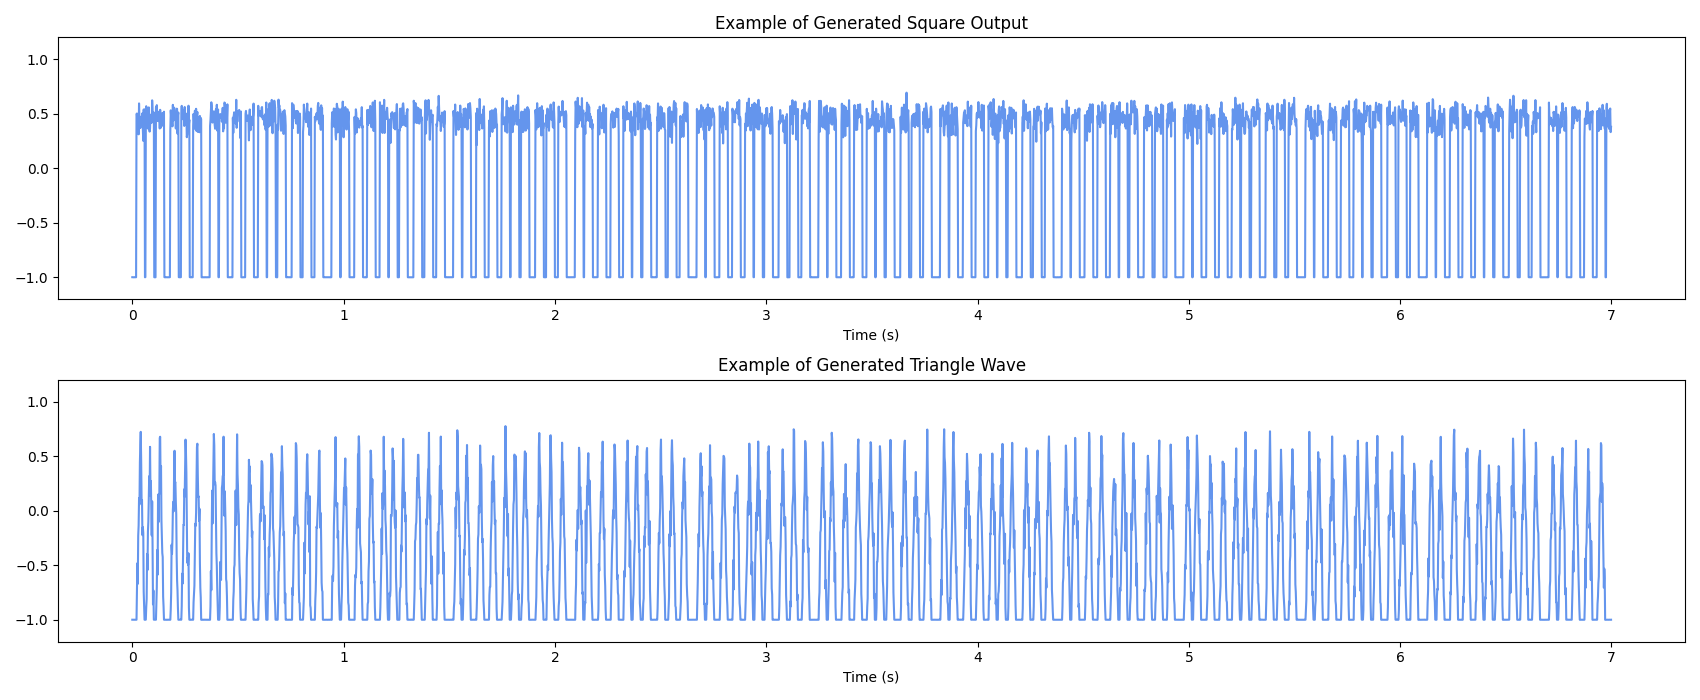 Example of Generated Square Output
1.0
0.5
0.0
−0.5
−1.0
0 1 2 3 4 5 6 7
Time (s)
Example of Generated Triangle Wave
1.0
0.5
0.0
−0.5
−1.0
0 1 2 3 4 5 6 7
Time (s)